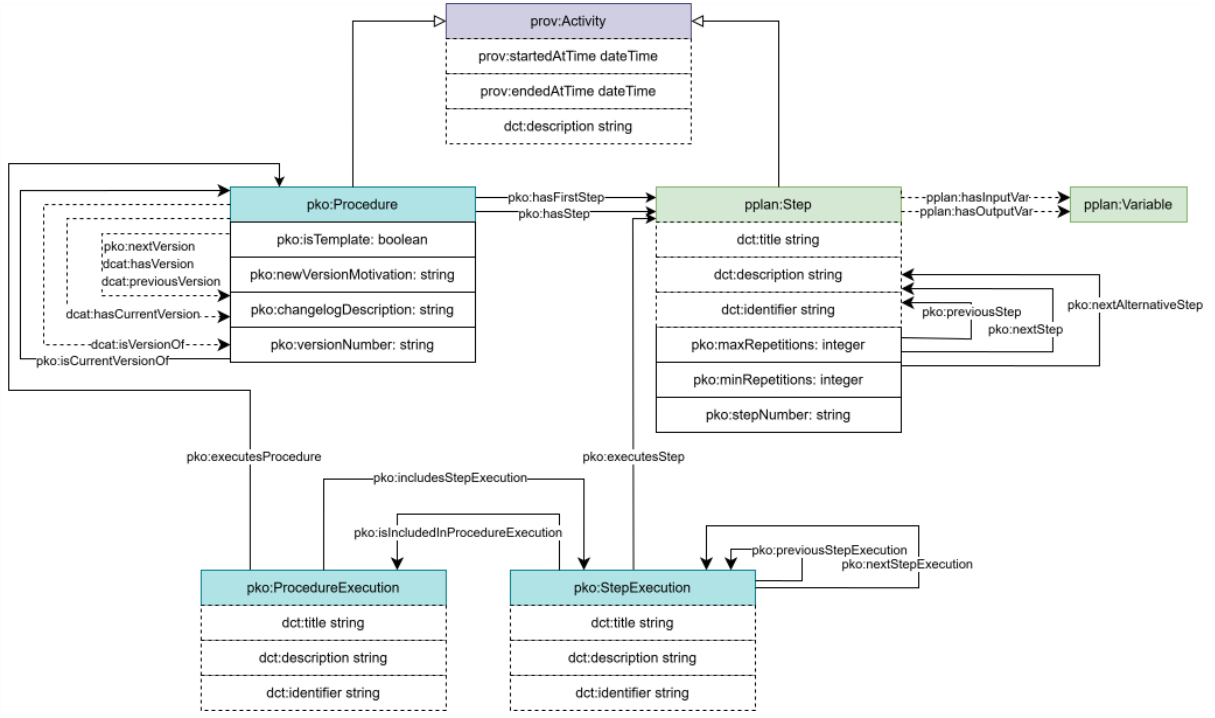 prov:Activity
prov:startedAtTime dateTime
prov:endedAtTime dateTime
dct:description string
pko:Procedure
pko:isTemplate: boolean
pko:newVersionMotivation: string
pko:changelogDescription: string
pko:versionNumber: string
pko:nextVersion
dcat:hasVersion
dcat:previousVersion
dcat:hasCurrentVersion
dcat:isVersionOf
pko:isCurrentVersionOf
pko:hasFirstStep
pko:hasStep
pplan:Step
dct:title string
dct:description string
dct:identifier string
pko:maxRepetitions: integer
pko:minRepetitions: integer
pko:stepNumber: string
pplan:hasInputVar
pplan:hasOutputVar
pplan:Variable
pko:nextAlternativeStep
pko:previousStep
pko:nextStep
pko:executesProcedure
pko:executesStep
pko:includesStepExecution
pko:isIncludedInProcedureExecution
pko:previousStepExecution
pko:nextStepExecution
pko:ProcedureExecution
dct:title string
dct:description string
dct:identifier string
pko:StepExecution
dct:title string
dct:description string
dct:identifier string